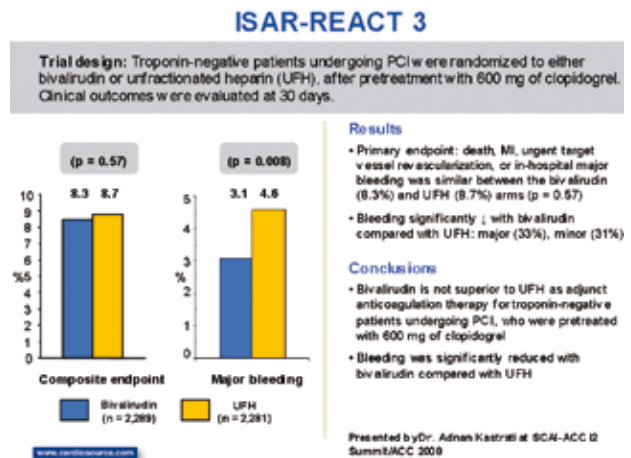 ISAR-REACT 3
Trial design: Troponin-negative patients undergoing PCI were randomized to either
bivalirudin or unfractionated heparin (UFH), after pretreatment with 600 mg of clopidogrel.
Clinical outcomes were evaluated at 30 days.
(p = 0.57)
8.3 8.7
10
9
8
7
6
%5
4
3
2
1
0
Composite endpoint
(p = 0.008)
3.1 4.6
5
4
3
%
2
1
0
Major bleeding
Bivalirudin
(n = 2,289)
UFH
(n = 2,281)
www.cardiosource.com
Results
• Primary endpoint: death, MI, urgent target
vessel revascularization, or in-hospital major
bleeding was similar between the bivalirudin
(8.3%) and UFH (8.7%) arms (p = 0.57)
• Bleeding significantly ↓ with bivalirudin
compared with UFH: major (33%), minor (31%)
Conclusions
• Bivalirudin is not superior to UFH as adjunct
anticoagulation therapy for troponin-negative
patients undergoing PCI, who were pretreated
with 600 mg of clopidogrel
• Bleeding was significantly reduced with
bivalirudin compared with UFH
Presented by Dr. Adnan Kastrati at SCAI-ACC i2
Summit/ACC 2008